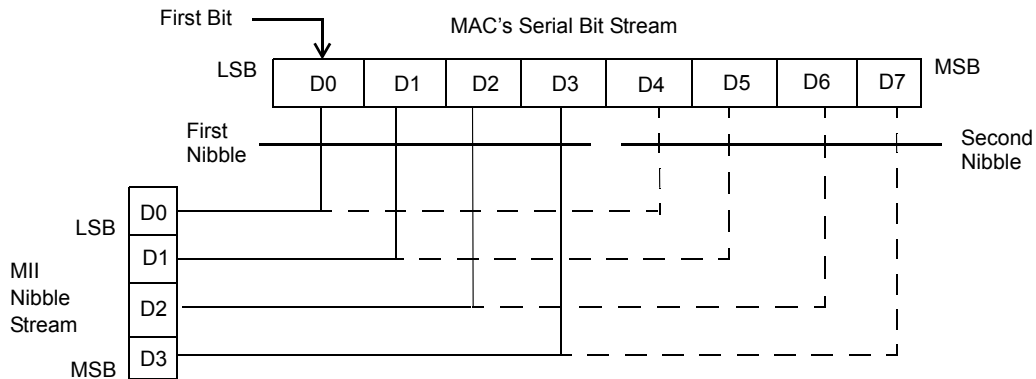 First Bit
MAC's Serial Bit Stream
LSB
D0 D1 D2 D3 D4 D5 D6 D7
MSB
First
Nibble
Second
Nibble
LSB
D0
D1
D2
D3
MII
Nibble
Stream
MSB